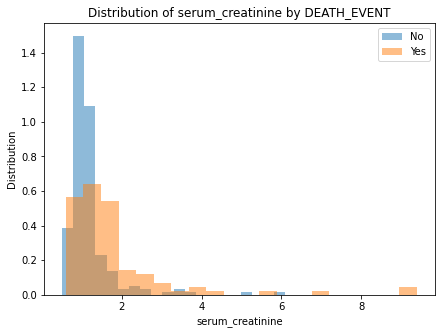 Distribution of serum_creatinine by DEATH_EVENT
No
Yes
Distribution
1.4
1.2
1.0
0.8
0.6
0.4
0.2
0.0
2
4
6
8
serum_creatinine